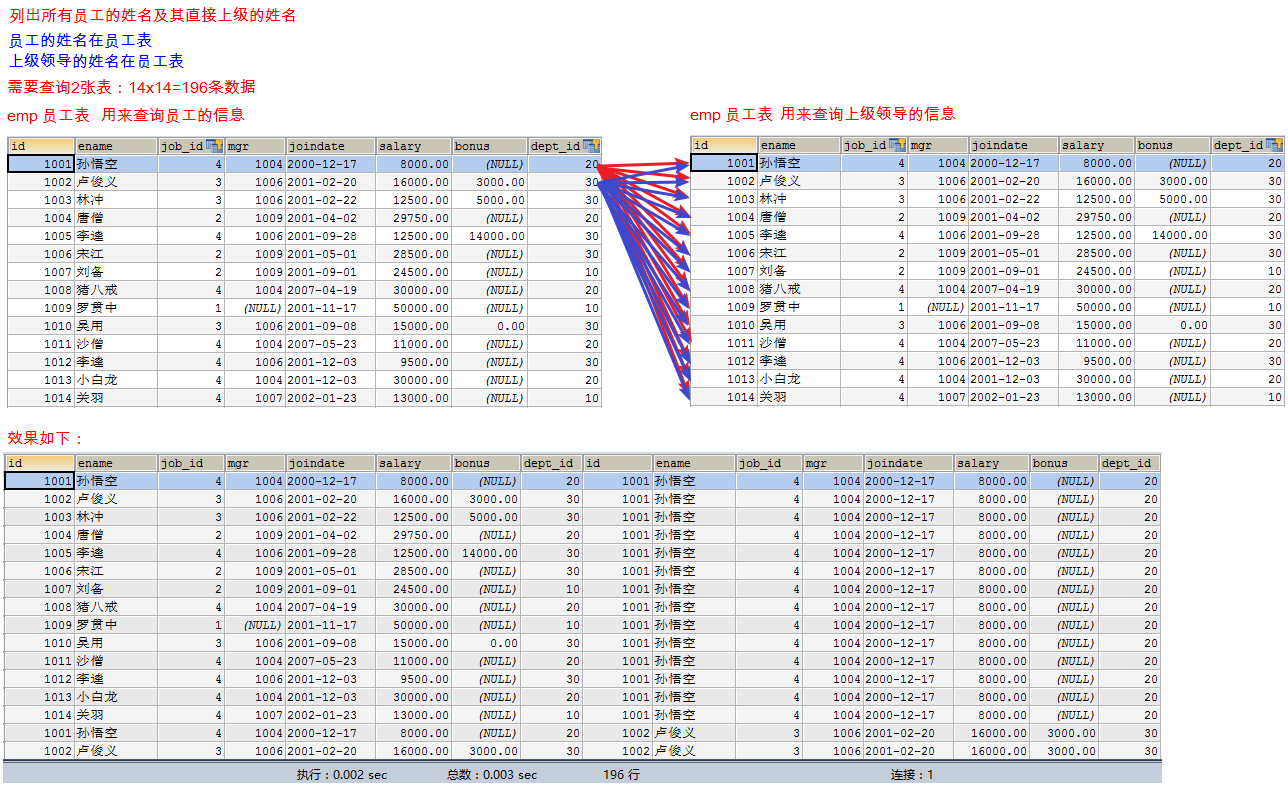 列出所有员工的姓名及其直接上级的姓名
员工的姓名在员工表
上级领导的姓名在员工表
需要查询2张表：14x14=196条数据
emp 员工表 用来查询员工的信息
id ename job_id mgr joindate salary bonus dept_id
1001 孙悟空 4 1004 2000-12-17 8000.00 (NULL) 20
1002 卢俊义 3 1006 2001-02-20 16000.00 3000.00 30
1003 林冲 3 1006 2001-02-22 12500.00 5000.00 30
1004 唐僧 2 1009 2001-04-02 29750.00 (NULL) 20
1005 李逵 4 1006 2001-09-28 12500.00 14000.00 30
1006 宋江 2 1009 2001-05-01 28500.00 (NULL) 30
1007 刘备 2 1009 2001-09-01 24500.00 (NULL) 10
1008 猪八戒 4 1004 2007-04-19 30000.00 (NULL) 20
1009 罗贯中 1 (NULL) 2001-11-17 50000.00 (NULL) 10
1010 吴用 3 1006 2001-09-08 15000.00 0.00 30
1011 沙僧 4 1004 2007-05-23 11000.00 (NULL) 20
1012 李逵 4 1006 2001-12-03 9500.00 (NULL) 30
1013 小白龙 4 1004 2001-12-03 30000.00 (NULL) 20
1014 关羽 4 1007 2002-01-23 13000.00 (NULL) 10
emp 员工表 用来查询上级领导的信息
id ename job_id mgr joindate salary bonus dept_id
1001 孙悟空 4 1004 2000-12-17 8000.00 (NULL) 20
1002 卢俊义 3 1006 2001-02-20 16000.00 3000.00 30
1003 林冲 3 1006 2001-02-22 12500.00 5000.00 30
1004 唐僧 2 1009 2001-04-02 29750.00 (NULL) 20
1005 李逵 4 1006 2001-09-28 12500.00 14000.00 30
1006 宋江 2 1009 2001-05-01 28500.00 (NULL) 30
1007 刘备 2 1009 2001-09-01 24500.00 (NULL) 10
1008 猪八戒 4 1004 2007-04-19 30000.00 (NULL) 20
1009 罗贯中 1 (NULL) 2001-11-17 50000.00 (NULL) 10
1010 吴用 3 1006 2001-09-08 15000.00 0.00 30
1011 沙僧 4 1004 2007-05-23 11000.00 (NULL) 20
1012 李逵 4 1006 2001-12-03 9500.00 (NULL) 30
1013 小白龙 4 1004 2001-12-03 30000.00 (NULL) 20
1014 关羽 4 1007 2002-01-23 13000.00 (NULL) 10
效果如下：
id ename job_id mgr joindate salary bonus dept_id id ename job_id mgr joindate salary bonus dept_id
1001 孙悟空 4 1004 2000-12-17 8000.00 (NULL) 20 1001 孙悟空 4 1004 2000-12-17 8000.00 (NULL) 20
1002 卢俊义 3 1006 2001-02-20 16000.00 3000.00 30 1001 孙悟空 4 1004 2000-12-17 8000.00 (NULL) 20
1003 林冲 3 1006 2001-02-22 12500.00 5000.00 30 1001 孙悟空 4 1004 2000-12-17 8000.00 (NULL) 20
1004 唐僧 2 1009 2001-04-02 29750.00 (NULL) 20 1001 孙悟空 4 1004 2000-12-17 8000.00 (NULL) 20
1005 李逵 4 1006 2001-09-28 12500.00 14000.00 30 1001 孙悟空 4 1004 2000-12-17 8000.00 (NULL) 20
1006 宋江 2 1009 2001-05-01 28500.00 (NULL) 30 1001 孙悟空 4 1004 2000-12-17 8000.00 (NULL) 20
1007 刘备 2 1009 2001-09-01 24500.00 (NULL) 10 1001 孙悟空 4 1004 2000-12-17 8000.00 (NULL) 20
1008 猪八戒 4 1004 2007-04-19 30000.00 (NULL) 20 1001 孙悟空 4 1004 2000-12-17 8000.00 (NULL) 20
1009 罗贯中 1 (NULL) 2001-11-17 50000.00 (NULL) 10 1001 孙悟空 4 1004 2000-12-17 8000.00 (NULL) 20
1010 吴用 3 1006 2001-09-08 15000.00 0.00 30 1001 孙悟空 4 1004 2000-12-17 8000.00 (NULL) 20
1011 沙僧 4 1004 2007-05-23 11000.00 (NULL) 20 1001 孙悟空 4 1004 2000-12-17 8000.00 (NULL) 20
1012 李逵 4 1006 2001-12-03 9500.00 (NULL) 30 1001 孙悟空 4 1004 2000-12-17 8000.00 (NULL) 20
1013 小白龙 4 1004 2001-12-03 30000.00 (NULL) 20 1001 孙悟空 4 1004 2000-12-17 8000.00 (NULL) 20
1014 关羽 4 1007 2002-01-23 13000.00 (NULL) 10 1001 孙悟空 4 1004 2000-12-17 8000.00 (NULL) 20
1001 孙悟空 4 1004 2000-12-17 8000.00 (NULL) 20 1002 卢俊义 3 1006 2001-02-20 16000.00 3000.00 30
1002 卢俊义 3 1006 2001-02-20 16000.00 3000.00 30 1002 卢俊义 3 1006 2001-02-20 16000.00 3000.00 30
执行：0.002 sec 总数：0.003 sec 196 行 连接：1